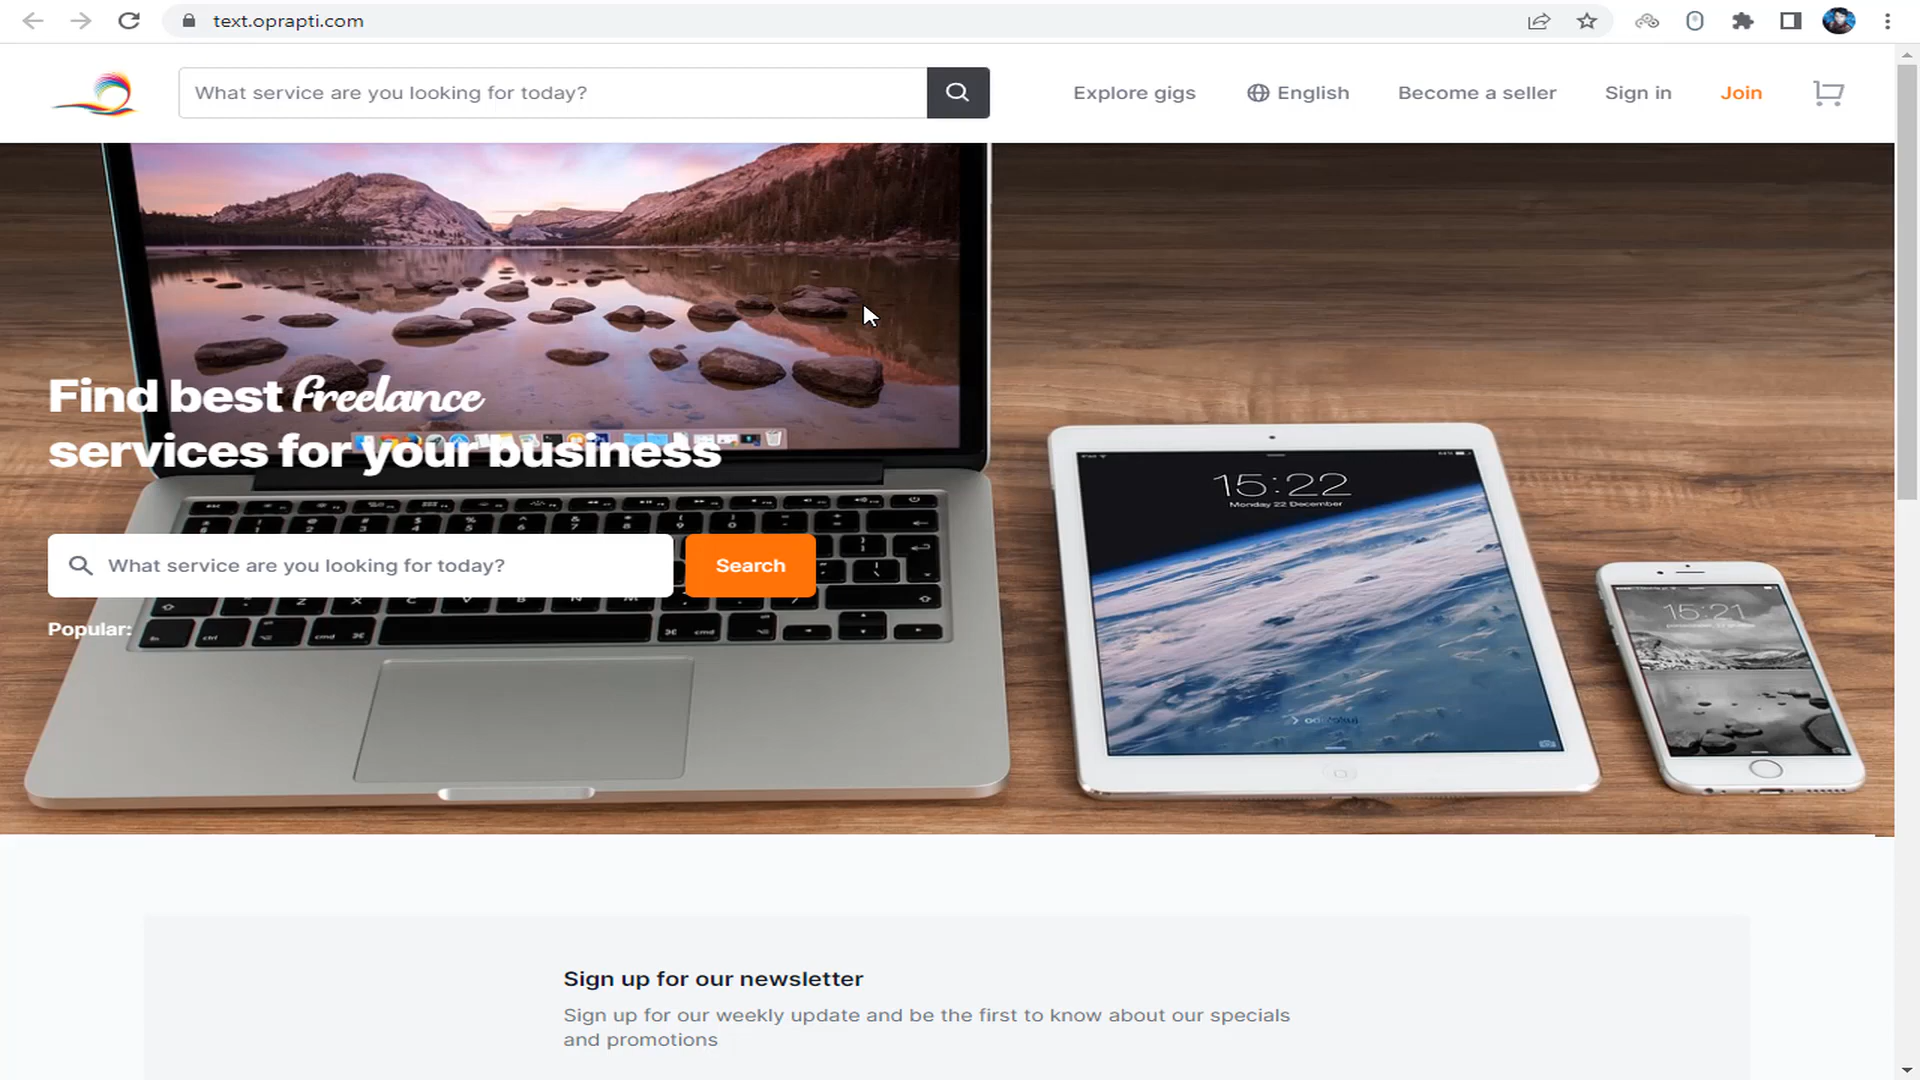 text.oprapti.com
What service are you looking for today?
Explore gigs
English
Become a seller
Sign in
Join
Find best freelance
services for your business
What service are you looking for today?
Search
Popular:
15:22
Monday 22 December
15:21
Sign up for our newsletter
Sign up for our weekly update and be the first to know about our specials
and promotions